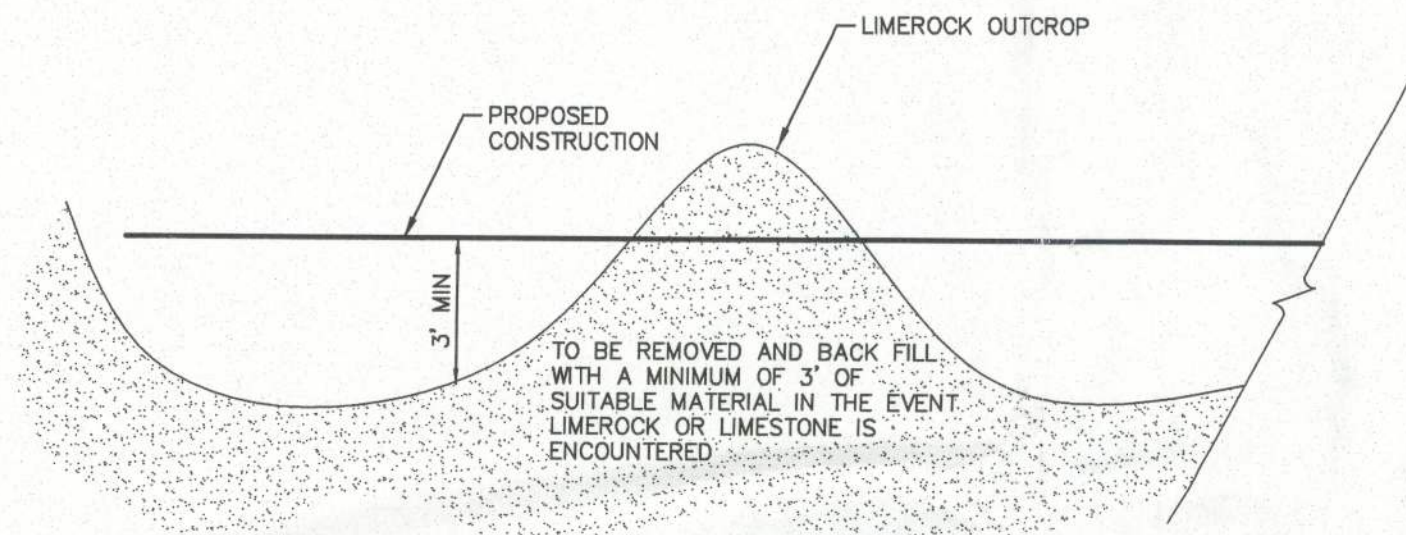 LIMEROCK OUTCROP
PROPOSED
CONSTRUCTION
3' MIN
TO BE REMOVED AND BACK FILL
WITH A MINIMUM OF 3' OF
SUITABLE MATERIAL IN THE EVENT
LIMEROCK OR LIMESTONE IS
ENCOUNTERED